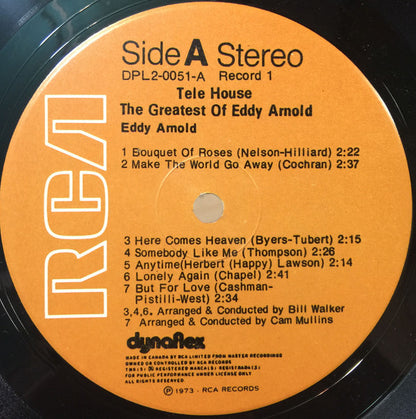 Side A Stereo
DPL2-0051-A Record 1
Tele House
The Greatest Of Eddy Arnold
Eddy Arnold
1 Bouquet Of Roses (Nelson-Hilliard) 2:22
2 Make The World Go Away (Cochran) 2:37
RCA
3 Here Comes Heaven (Byers-Tubert) 2:15
4 Somebody Like Me (Thompson) 2:26
5 Anytime(Herbert (Happy) Lawson) 2:14
6 Lonely Again (Chapel) 2:41
7 But For Love (Cashman-
Pistilli-West) 2:34
3,4,6. Arranged & Conducted by Bill Walker
7 Arranged & Conducted by Cam Mullins
dynaflex
MADE IN CANADA BY RCA LIMITED FROM MASTER RECORDINGS
OWNED OR CONTROLLED BY RCA RECORDS.
TM(S) ® REGISTERED MARCA(S) REGISTRADA(S)
FOR PUBLIC PERFORMANCE UNDER LICENSE ONLY
ALL RIGHTS RESERVED.
Ⓟ 1973 - RCA RECORDS